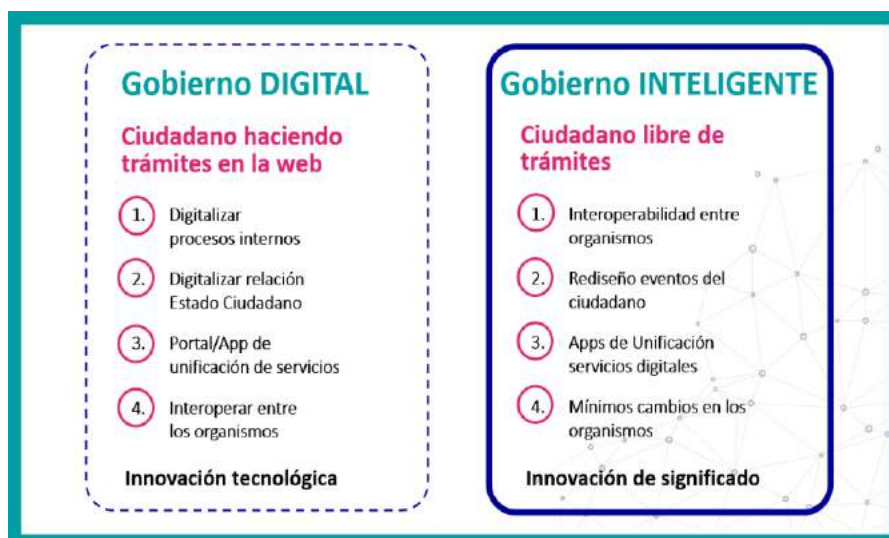 Gobierno DIGITAL
Ciudadano haciendo
trámites en la web
1. Digitalizar
procesos internos
2. Digitalizar relación
Estado Ciudadano
3. Portal/App de
unificación de servicios
4. Interoperar entre
los organismos
Innovación tecnológica
Gobierno INTELIGENTE
Ciudadano libre de
trámites
1. Interoperabilidad entre
organismos
2. Rediseño eventos del
ciudadano
3. Apps de Unificación
servicios digitales
4. Mínimos cambios en los
organismos
Innovación de significado